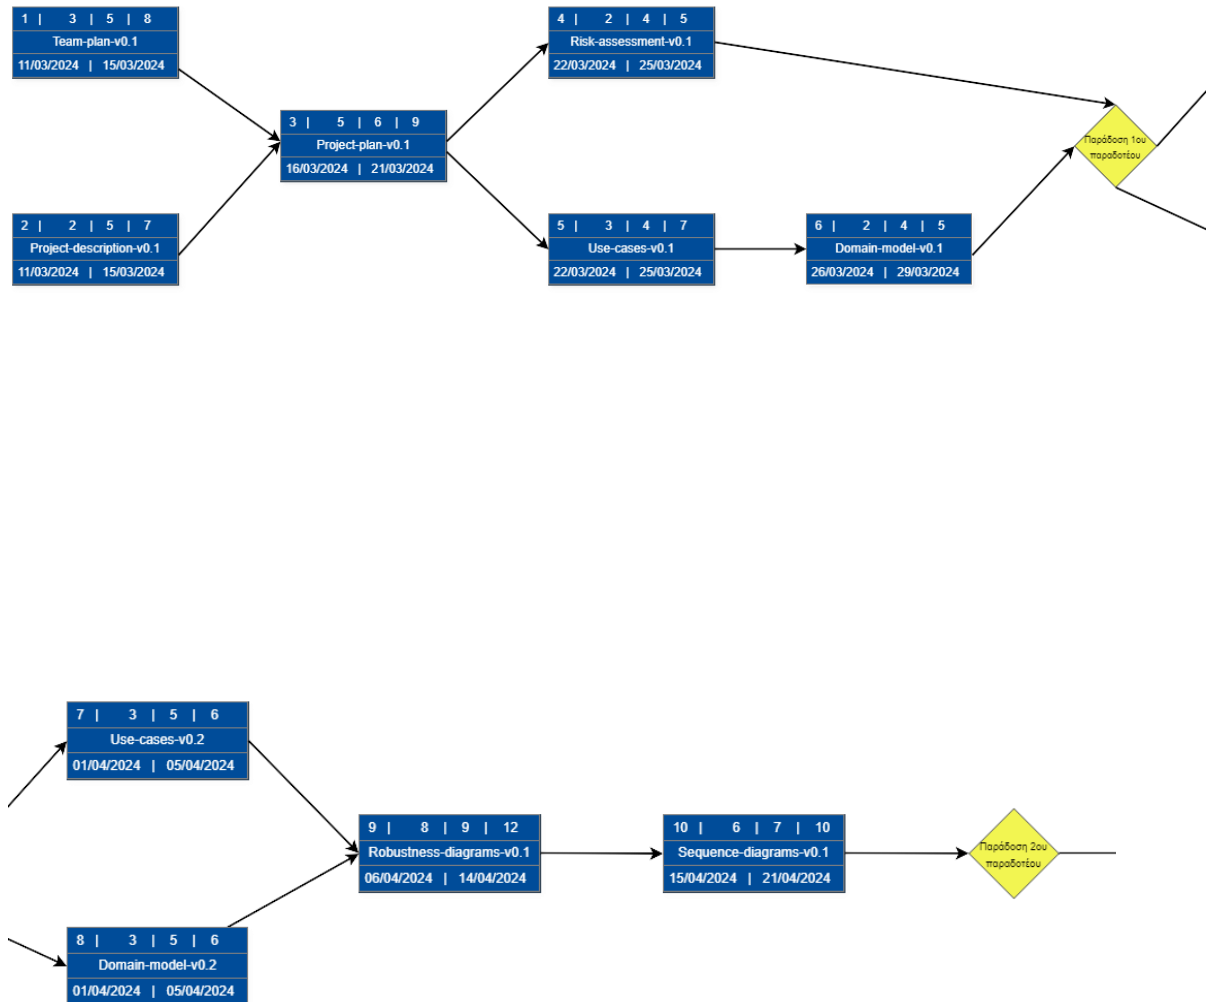 1 | 3 | 5 | 8
Team-plan-v0.1
11/03/2024 | 15/03/2024
2 | 2 | 5 | 7
Project-description-v0.1
11/03/2024 | 15/03/2024
3 | 5 | 6 | 9
Project-plan-v0.1
16/03/2024 | 21/03/2024
4 | 2 | 4 | 5
Risk-assessment-v0.1
22/03/2024 | 25/03/2024
5 | 3 | 4 | 7
Use-cases-v0.1
22/03/2024 | 25/03/2024
6 | 2 | 4 | 5
Domain-model-v0.1
26/03/2024 | 29/03/2024
Παράδοση 1ου
παραδοτέου
7 | 3 | 5 | 6
Use-cases-v0.2
01/04/2024 | 05/04/2024
8 | 3 | 5 | 6
Domain-model-v0.2
01/04/2024 | 05/04/2024
9 | 8 | 9 | 12
Robustness-diagrams-v0.1
06/04/2024 | 14/04/2024
10 | 6 | 7 | 10
Sequence-diagrams-v0.1
15/04/2024 | 21/04/2024
Παράδοση 2ου
παραδοτέου